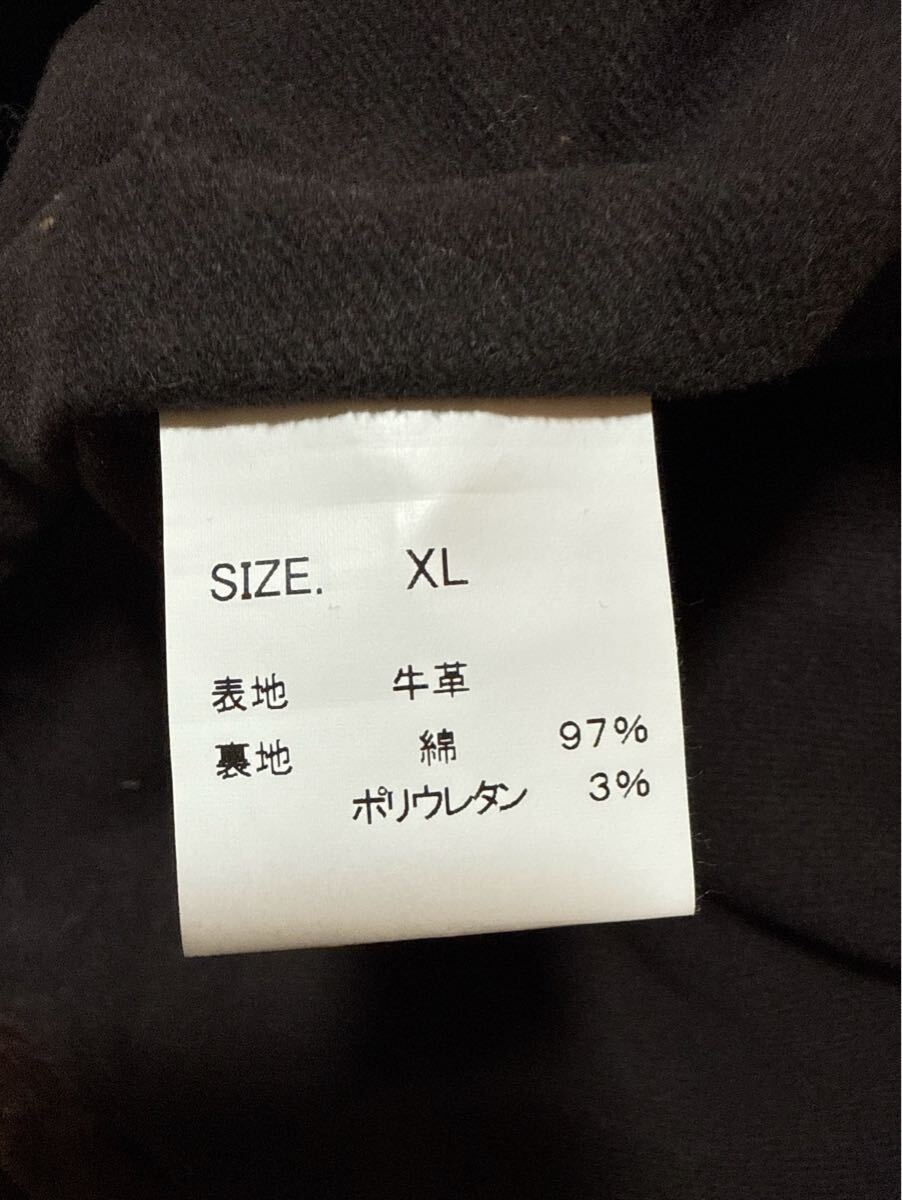 SIZE. XL
表地 牛革
裏地 綿 97%
ポリウレタン 3%